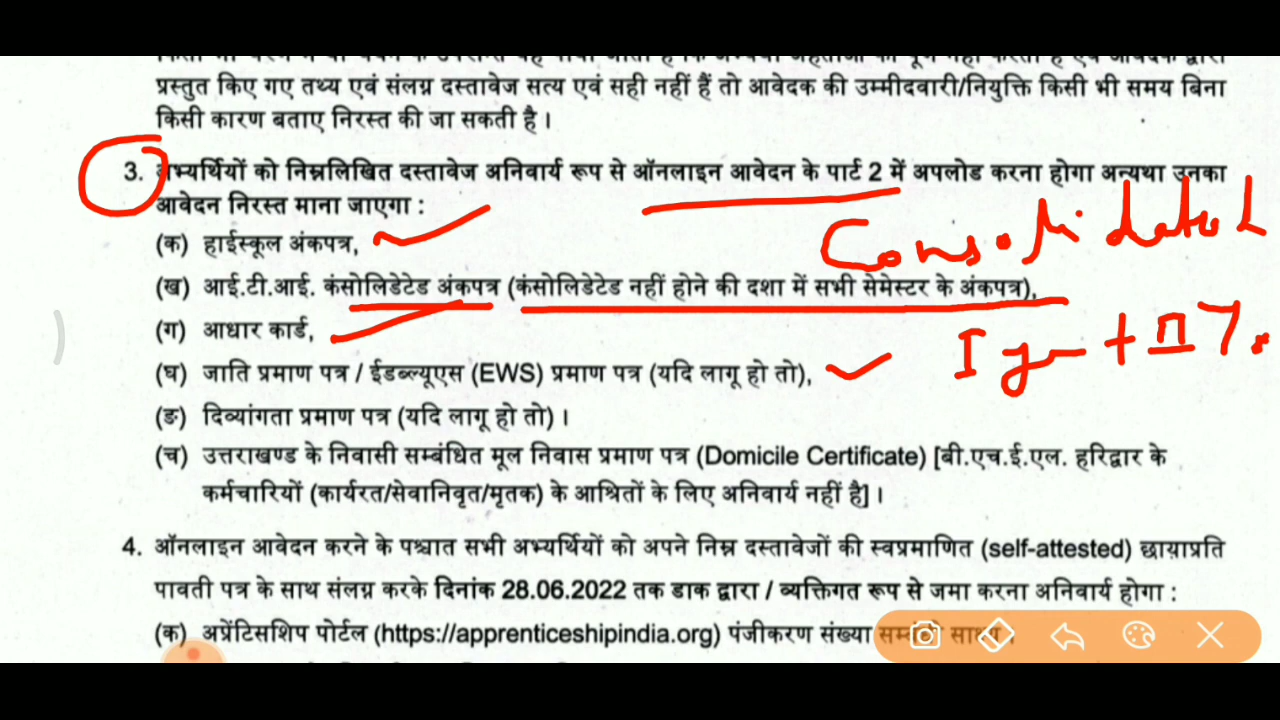 प्रस्तुत किए गए तथ्य एवं संलग्न दस्तावेज सत्य एवं सही नहीं हैं तो आवेदक की उम्मीदवारी/नियुक्ति किसी भी समय बिना
किसी कारण बताए निरस्त की जा सकती है।
3. अभ्यर्थियों को निम्नलिखित दस्तावेज अनिवार्य रूप से ऑनलाइन आवेदन के पार्ट 2 में अपलोड करना होगा अन्यथा उनका
आवेदन निरस्त माना जाएगा :
(क) हाईस्कूल अंकपत्र,
Consolidated
(ख) आई.टी.आई. कंसोलिडेटेड अंकपत्र (कंसोलिडेटेड नहीं होने की दशा में सभी सेमेस्टर के अंकपत्र),
(ग) आधार कार्ड,
I yr + II Y.
(घ) जाति प्रमाण पत्र / ईडब्ल्यूएस (EWS) प्रमाण पत्र (यदि लागू हो तो),
(ङ) दिव्यांगता प्रमाण पत्र (यदि लागू हो तो)।
(च) उत्तराखण्ड के निवासी सम्बंधित मूल निवास प्रमाण पत्र (Domicile Certificate) [बी.एच.ई.एल. हरिद्वार के
कर्मचारियों (कार्यरत/सेवानिवृत/मृतक) के आश्रितों के लिए अनिवार्य नहीं है]।
4. ऑनलाइन आवेदन करने के पश्चात सभी अभ्यर्थियों को अपने निम्न दस्तावेजों की स्वप्रमाणित (self-attested) छायाप्रति
पावती पत्र के साथ संलग्न करके दिनांक 28.06.2022 तक डाक द्वारा / व्यक्तिगत रूप से जमा करना अनिवार्य होगा :
(क) अप्रेंटिसशिप पोर्टल (https://apprenticeshipindia.org) पंजीकरण संख्या